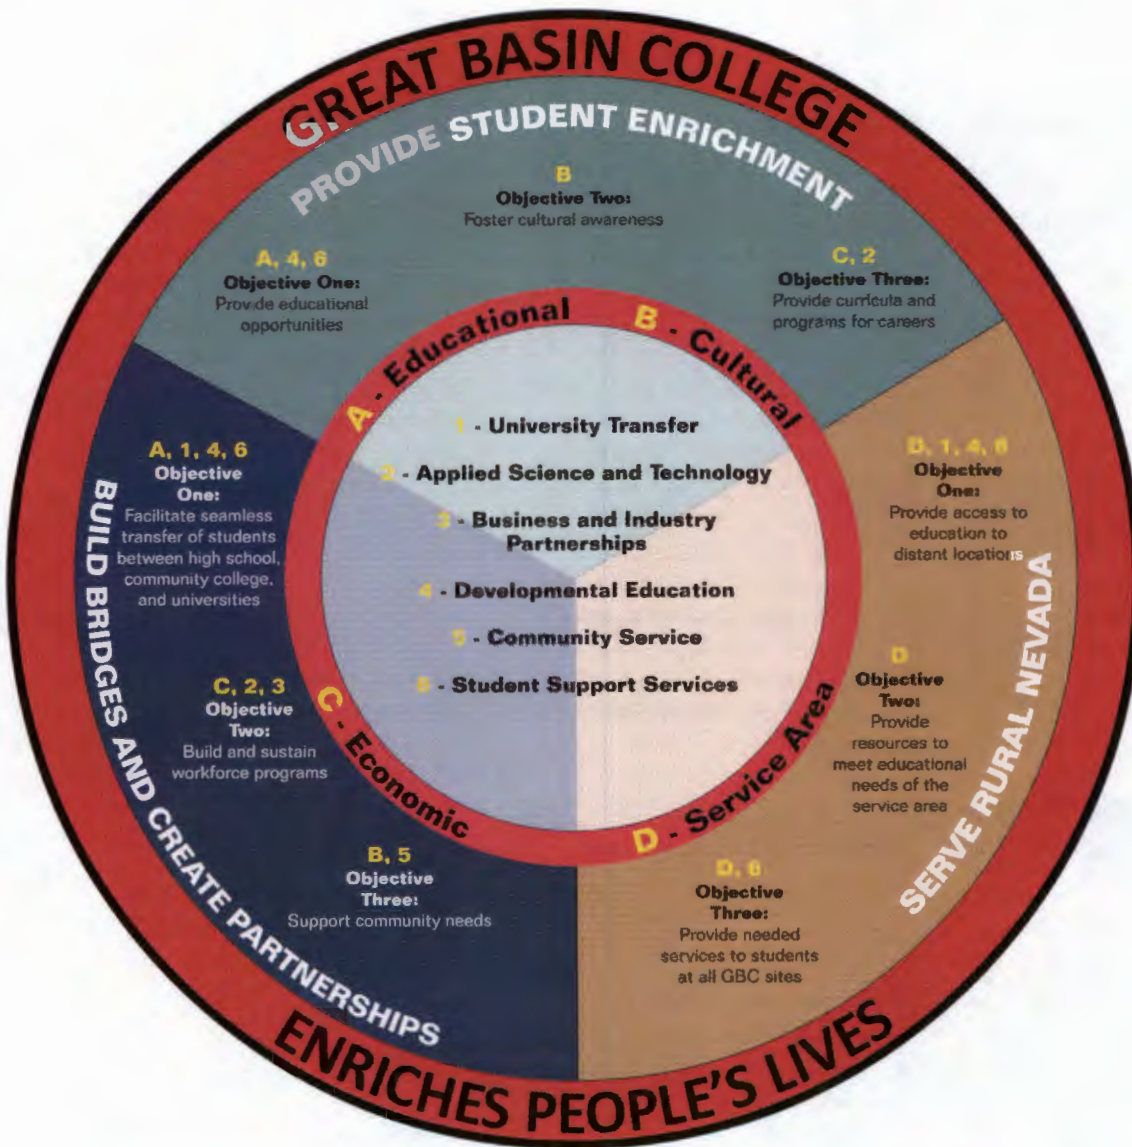 GREAT BASIN COLLEGE
PROVIDE STUDENT ENRICHMENT
A, 4, 6
Objective One:
Provide educational
opportunities
B
Objective Two:
Foster cultural awareness
C, 2
Objective Three:
Provide curricula and
programs for careers
A - Educational
B - Cultural
C - Economic
D - Service Area
1 - University Transfer
2 - Applied Science and Technology
3 - Business and Industry
Partnerships
4 - Developmental Education
5 - Community Service
6 - Student Support Services
BUILD BRIDGES AND CREATE PARTNERSHIPS
A, 1, 4, 6
Objective
One:
Facilitate seamless
transfer of students
between high school,
community college,
and universities
C, 2, 3
Objective
Two:
Build and sustain
workforce programs
B, 5
Objective
Three:
Support community needs
SERVE RURAL NEVADA
D, 1, 4, 6
Objective
One:
Provide access to
education to
distant locations
D
Objective
Two:
Provide
resources to
meet educational
needs of the
service area
D, 6
Objective
Three:
Provide needed
services to students
at all GBC sites
ENRICHES PEOPLE'S LIVES